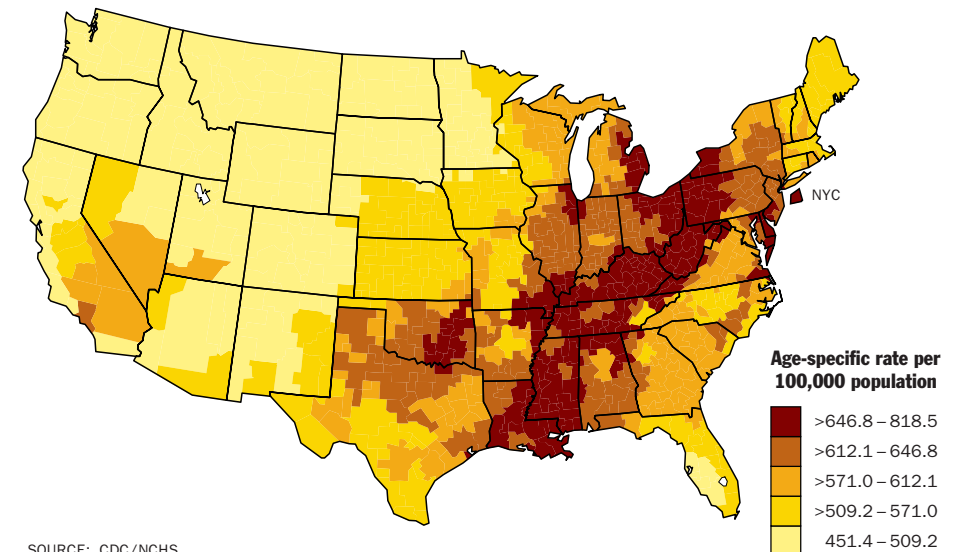 NYC
Age-specific rate per
100,000 population
>646.8 – 818.5
>612.1 – 646.8
>571.0 – 612.1
>509.2 – 571.0
451.4 – 509.2
SOURCE: CDC/NCHS